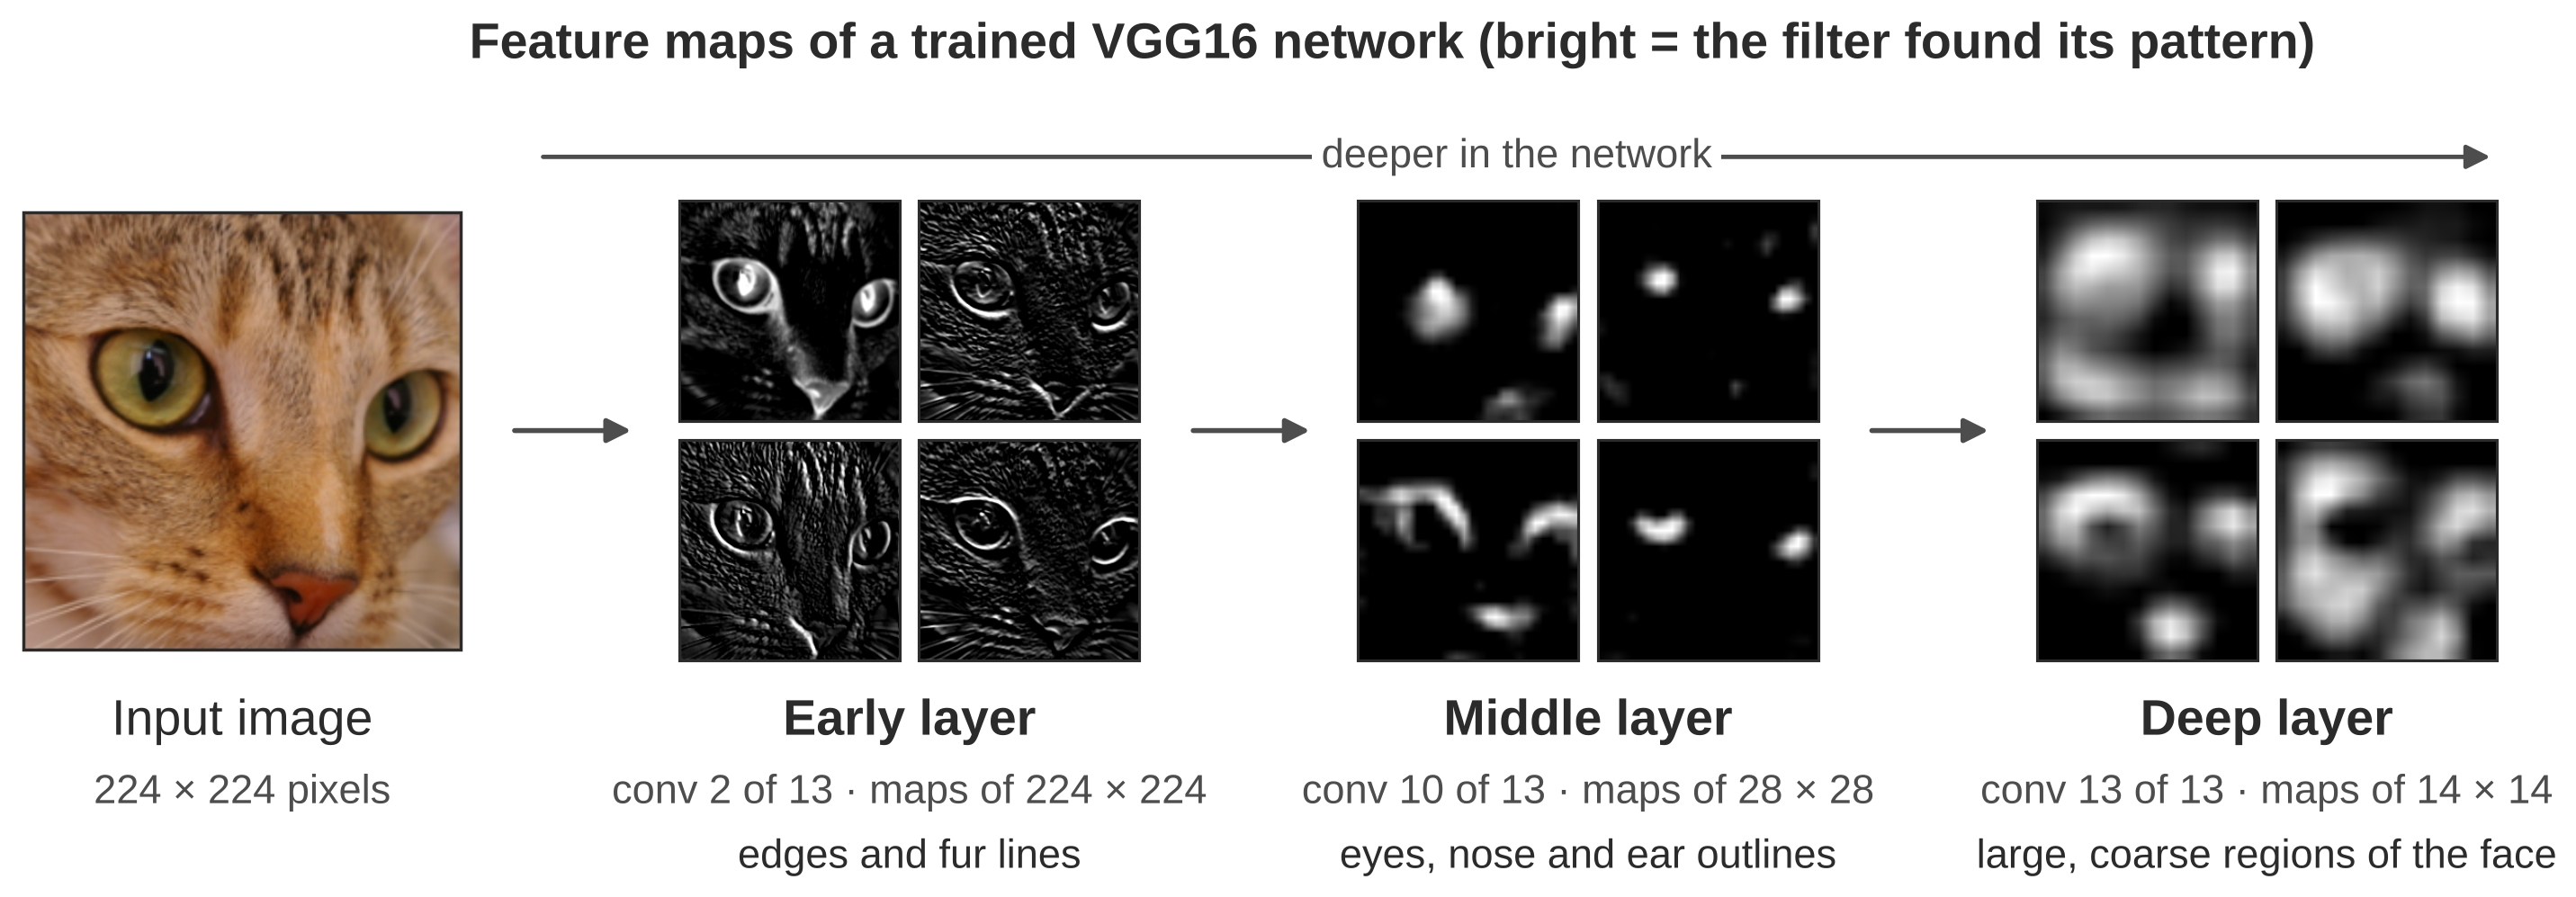 Feature maps of a trained VGG16 network (bright = the filter found its pattern)
deeper in the network
Input image
224 × 224 pixels
Early layer
conv 2 of 13 · maps of 224 × 224
edges and fur lines
Middle layer
conv 10 of 13 · maps of 28 × 28
eyes, nose and ear outlines
Deep layer
conv 13 of 13 · maps of 14 × 14
large, coarse regions of the face